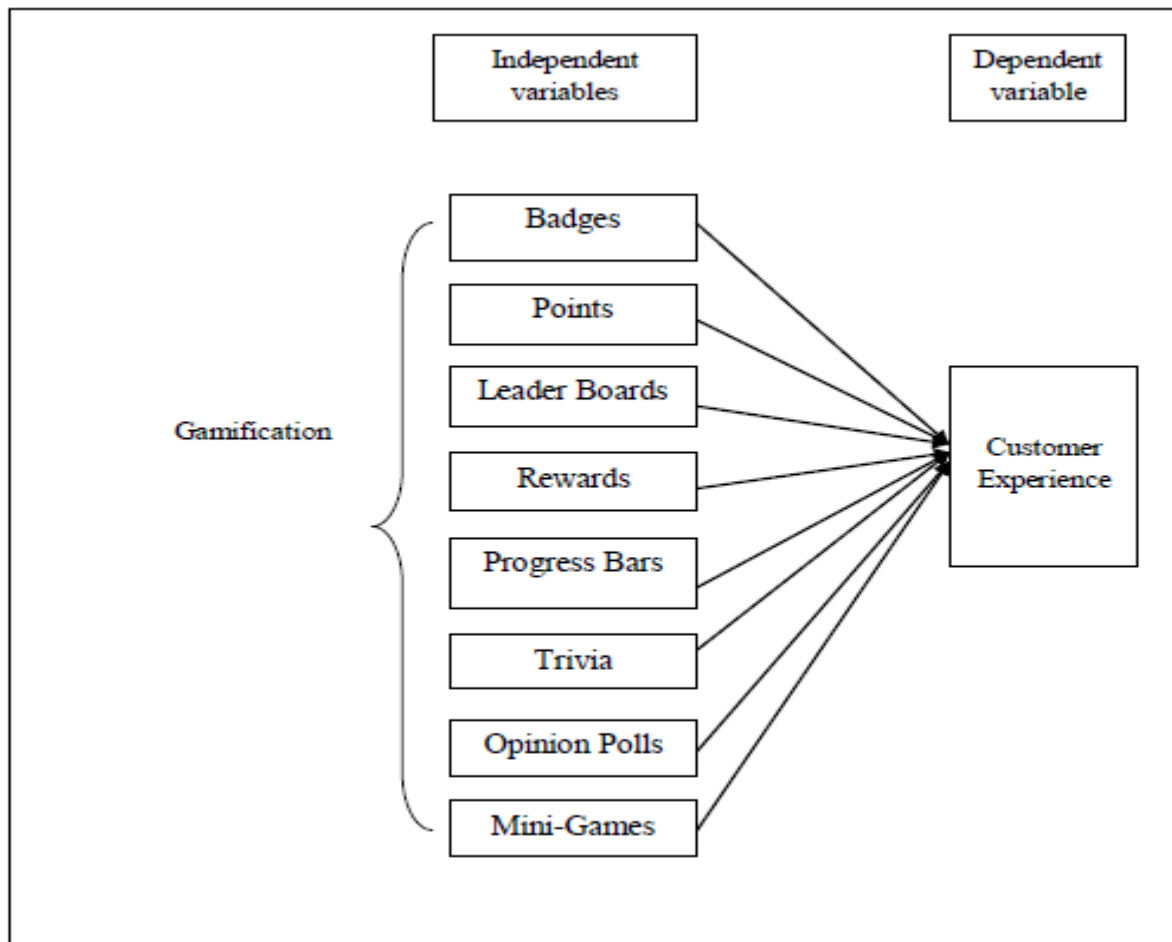 Independent
variables
Dependent
variable
Badges
Points
Leader Boards
Gamification
Rewards
Customer
Experience
Progress Bars
Trivia
Opinion Polls
Mini-Games